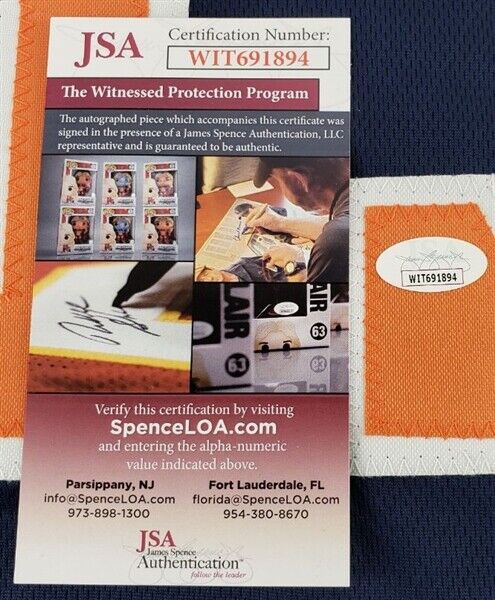 JSA
Certification Number:
WIT691894
The Witnessed Protection Program
The autographed piece which accompanies this certificate was
signed in the presence of a James Spence Authentication, LLC
representative and is guaranteed to be authentic.
AIR
63
FLAIR
63
WIT691894
Verify this certification by visiting
SpenceLOA.com
and entering the alpha-numeric
value indicated above.
Parsippany, NJ
info@SpenceLOA.com
973-898-1300
Fort Lauderdale, FL
florida@SpenceLOA.com
954-380-8670
JSA
James Spence
Authentication
follow the leader